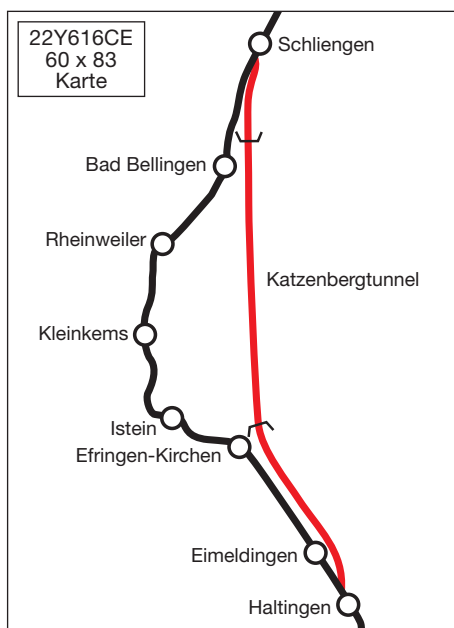 22Y616CE
60 x 83
Karte
Schliengen
Bad Bellingen
Rheinweiler
Katzenbergtunnel
Kleinkems
Istein
Efringen-Kirchen
Eimeldingen
Haltingen